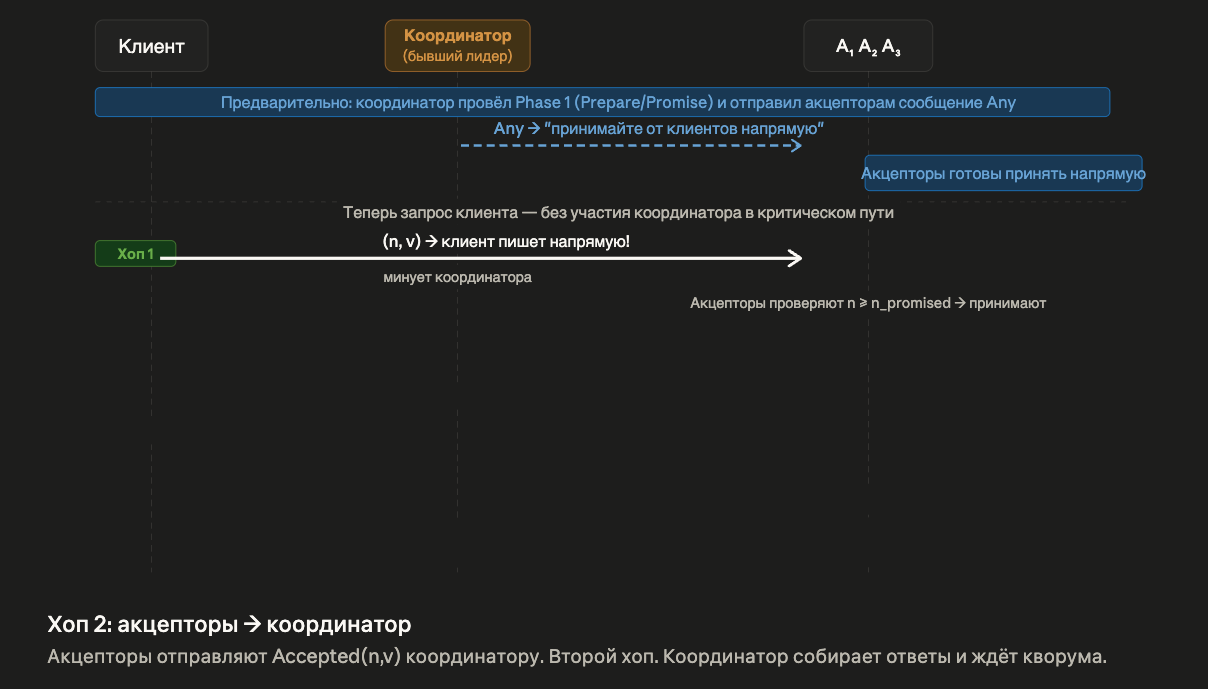 Клиент
Координатор
(бывший лидер)
A₁ A₂ A₃
Предварительно: координатор провёл Phase 1 (Prepare/Promise) и отправил акцепторам сообщение Any
Any → "принимайте от клиентов напрямую"
Акцепторы готовы принять напрямую
Теперь запрос клиента — без участия координатора в критическом пути
(n, v) → клиент пишет напрямую!
Хоп 1
минует координатора
Акцепторы проверяют n ≥ n_promised → принимают
Хоп 2: акцепторы → координатор
Акцепторы отправляют Accepted(n,v) координатору. Второй хоп. Координатор собирает ответы и ждёт кворума.